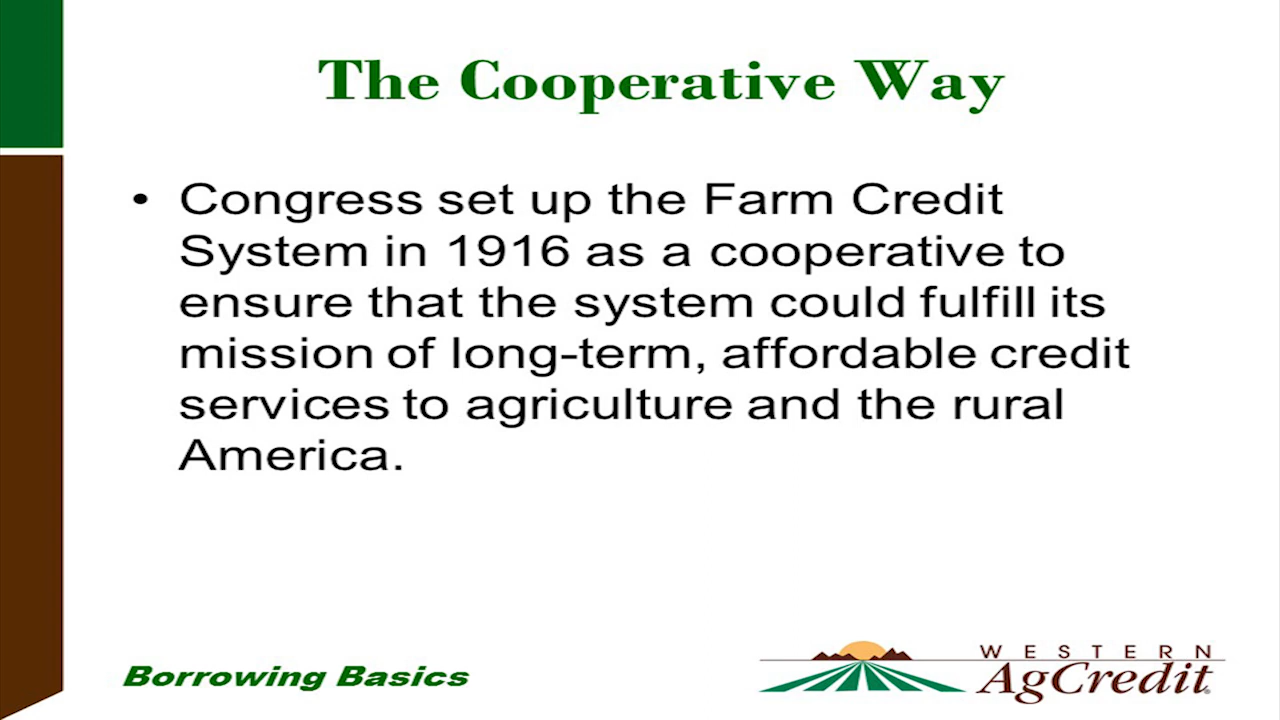 The Cooperative Way
• Congress set up the Farm Credit
System in 1916 as a cooperative to
ensure that the system could fulfill its
mission of long-term, affordable credit
services to agriculture and the rural
America.
Borrowing Basics
WESTERN
AgCredit®